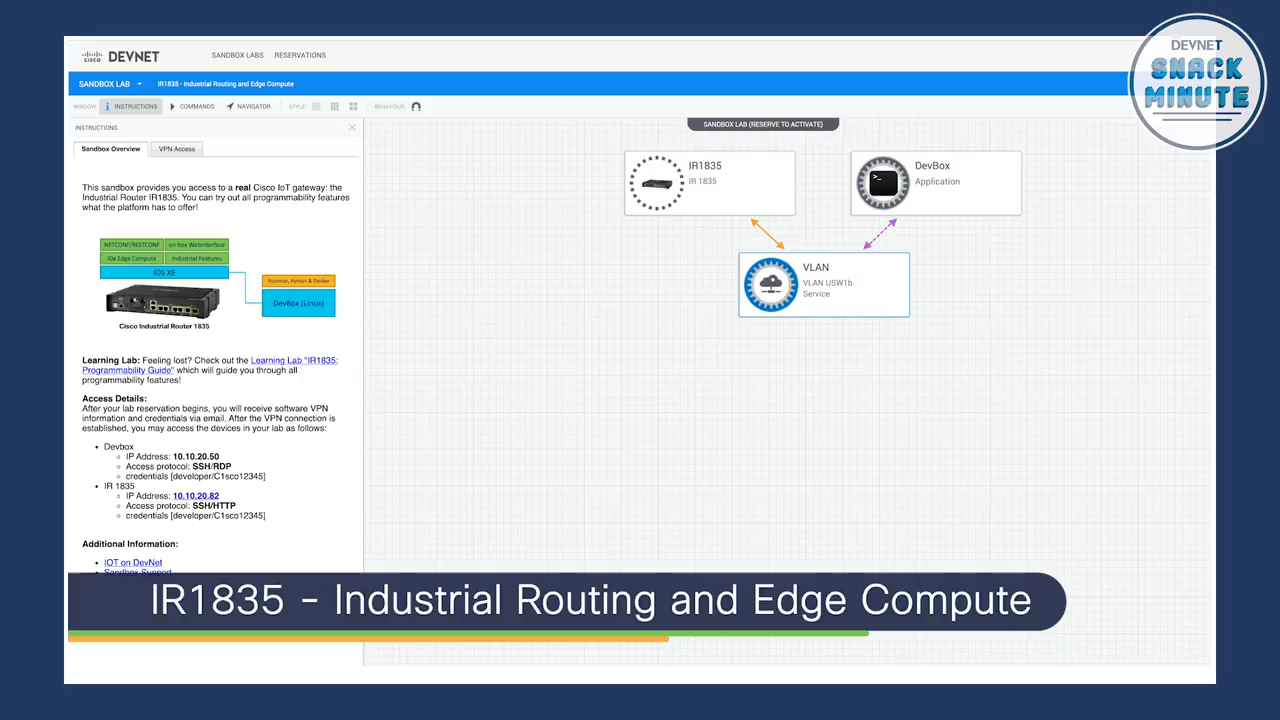 DEVNET
SNACK
MINUTE
CISCO DEVNET SANDBOX LABS RESERVATIONS
SANDBOX LAB IR1835 - Industrial Routing and Edge Compute
WINDOW: INSTRUCTIONS COMMANDS NAVIGATOR STYLE: BEHAVIOUR:
INSTRUCTIONS
Sandbox Overview VPN Access
This sandbox provides you access to a real Cisco IoT gateway: the
Industrial Router IR1835. You can try out all programmability features
what the platform has to offer!
NETCONF/RESTCONF on-box Webinterface
IOx Edge Compute Industrial Features
IOS XE
Postman, Python & Docker
DevBox (Linux)
Cisco Industrial Router 1835
Learning Lab: Feeling lost? Check out the Learning Lab "IR1835:
Programmability Guide" which will guide you through all
programmability features!
Access Details:
After your lab reservation begins, you will receive software VPN
information and credentials via email. After the VPN connection is
established, you may access the devices in your lab as follows:
• Devbox
○ IP Address: 10.10.20.50
○ Access protocol: SSH/RDP
○ credentials [developer/C1sco12345]
• IR 1835
○ IP Address: 10.10.20.82
○ Access protocol: SSH/HTTP
○ credentials [developer/C1sco12345]
Additional Information:
• IOT on DevNet
• Sandbox Support
SANDBOX LAB (RESERVE TO ACTIVATE)
IR1835
IR 1835
DevBox
Application
VLAN
VLAN USW1b
Service
IR1835 - Industrial Routing and Edge Compute